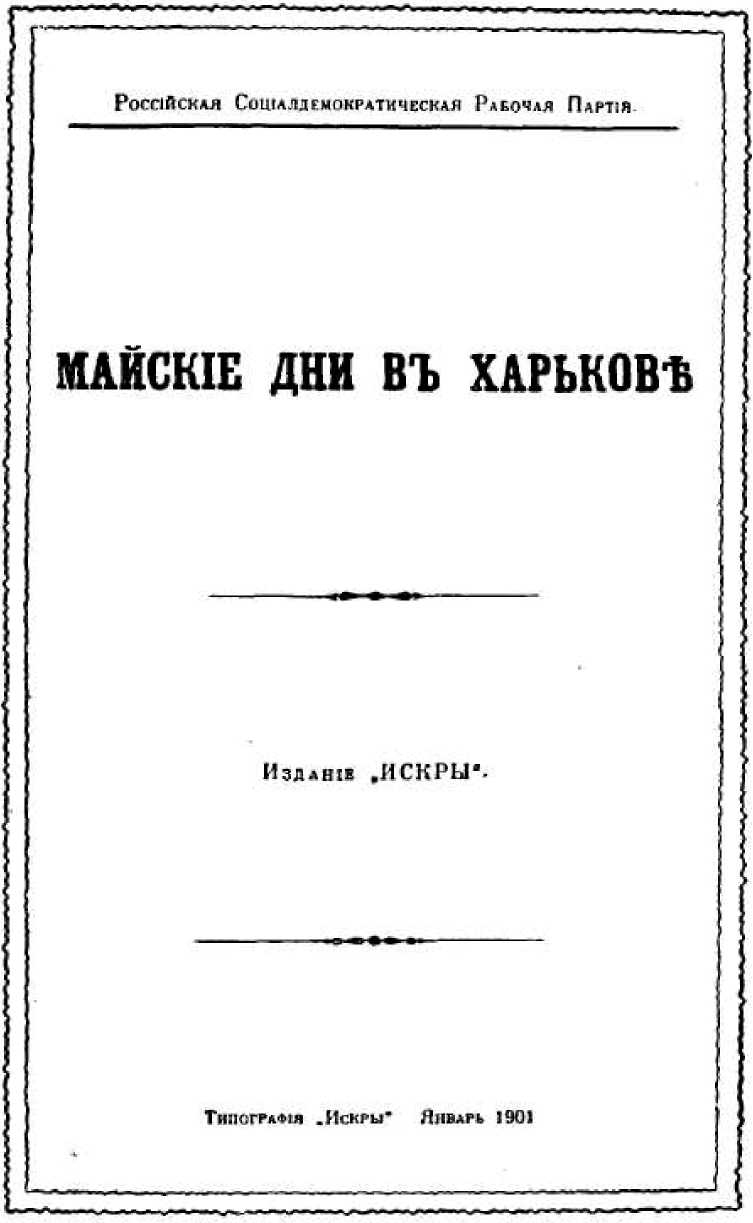 Россійская Соціалдемократическая Рабочая Партія.
МАЙСКІЕ ДНИ ВЪ ХАРЬКОВѢ
Изданіе „ИСКРЫ“.
Типографія „Искры“ Январь 1901